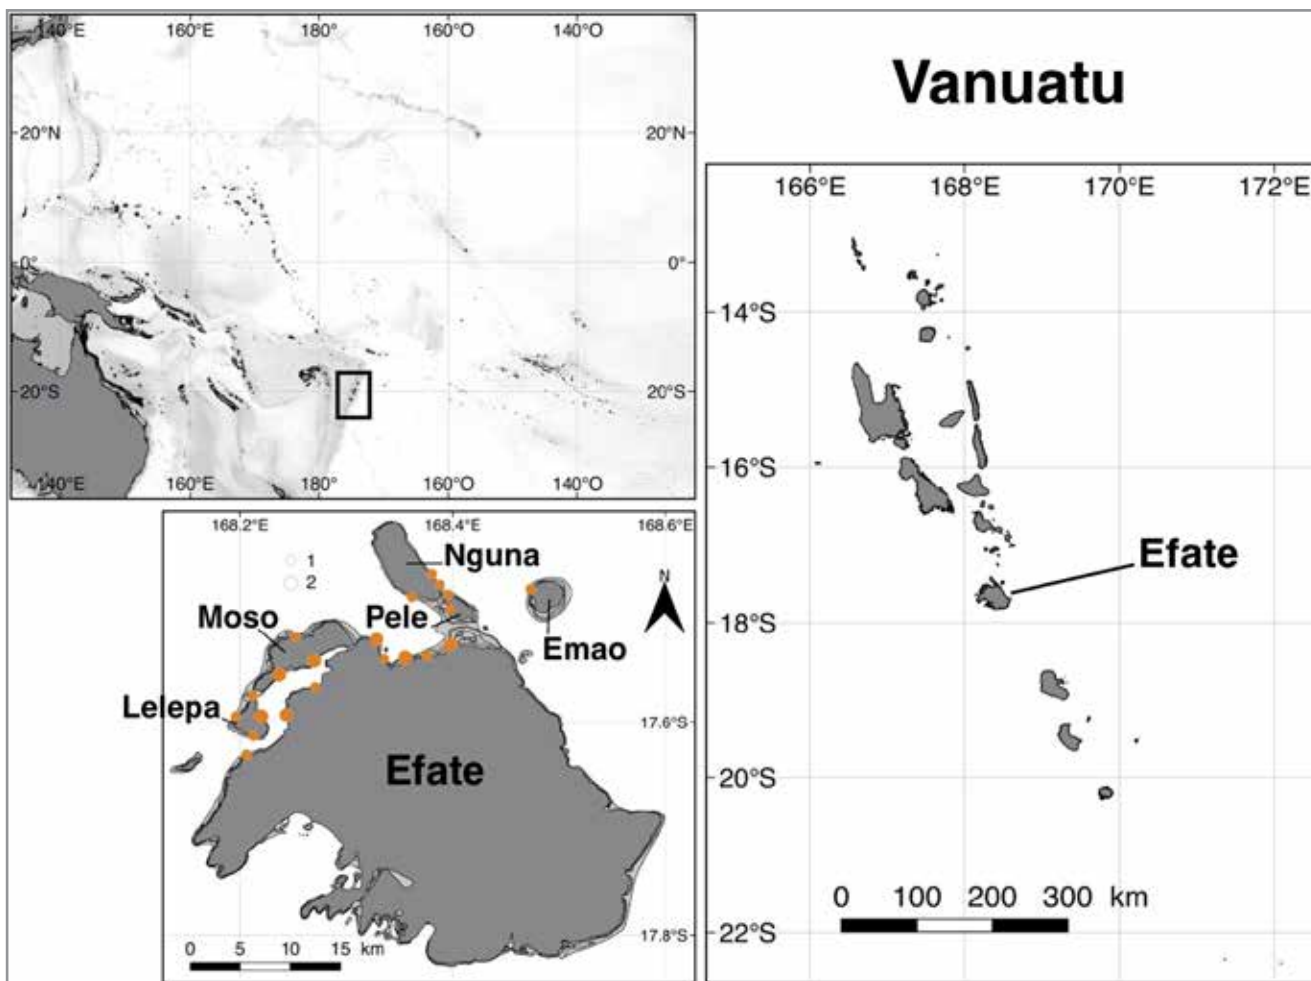 140°E 160°E 180° 160°O 140°O
20°N 20°N
0° 0°
20°S 20°S
140°E 160°E 180° 160°O 140°O
Vanuatu
166°E 168°E 170°E 172°E
14°S
16°S
Efate
18°S
20°S
0 100 200 300 km
22°S
168.2°E 168.4°E 168.6°E
1
2
Nguna
N
Moso
Pele
Emao
Lelepa
17.6°S
Efate
0 5 10 15 km
17.8°S